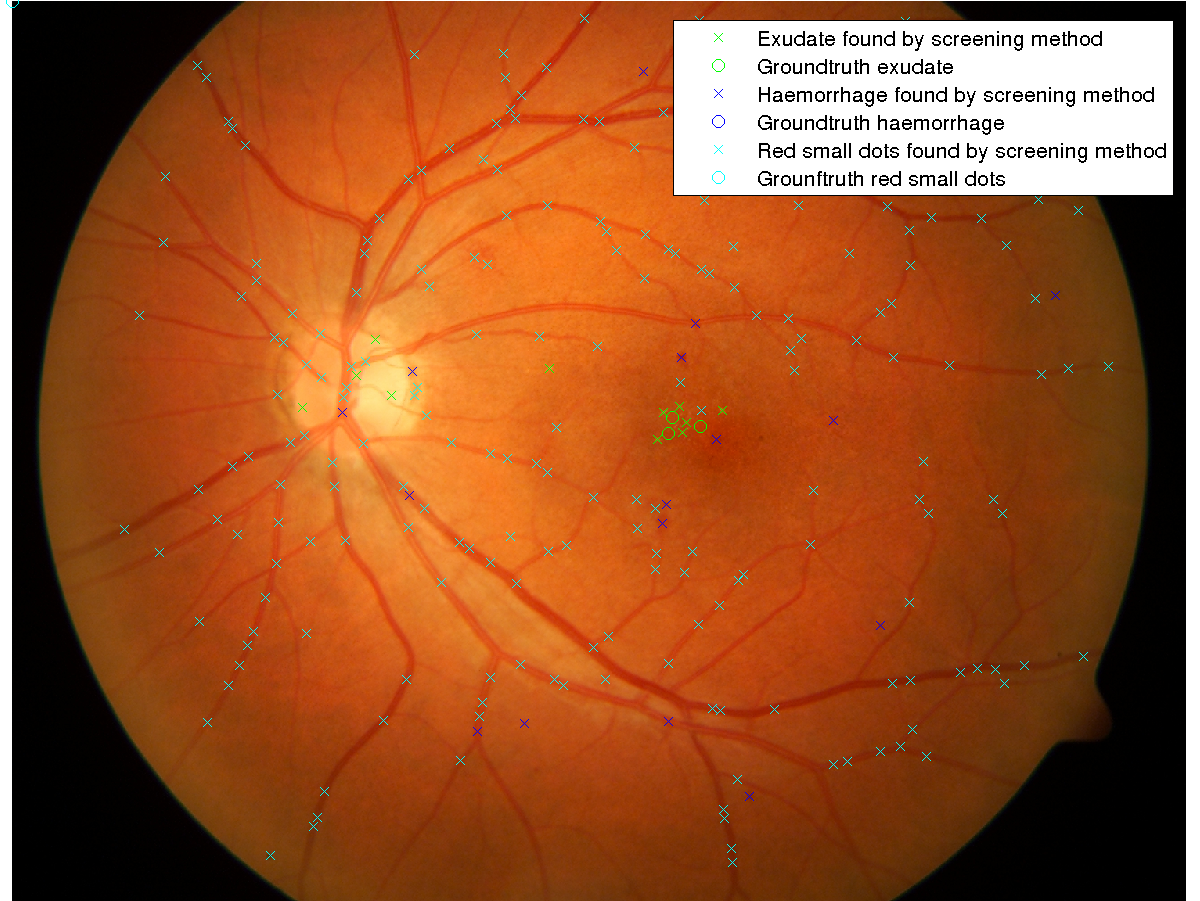 Exudate found by screening method
Groundtruth exudate
Haemorrhage found by screening method
Groundtruth haemorrhage
Red small dots found by screening method
Grounftruth red small dots